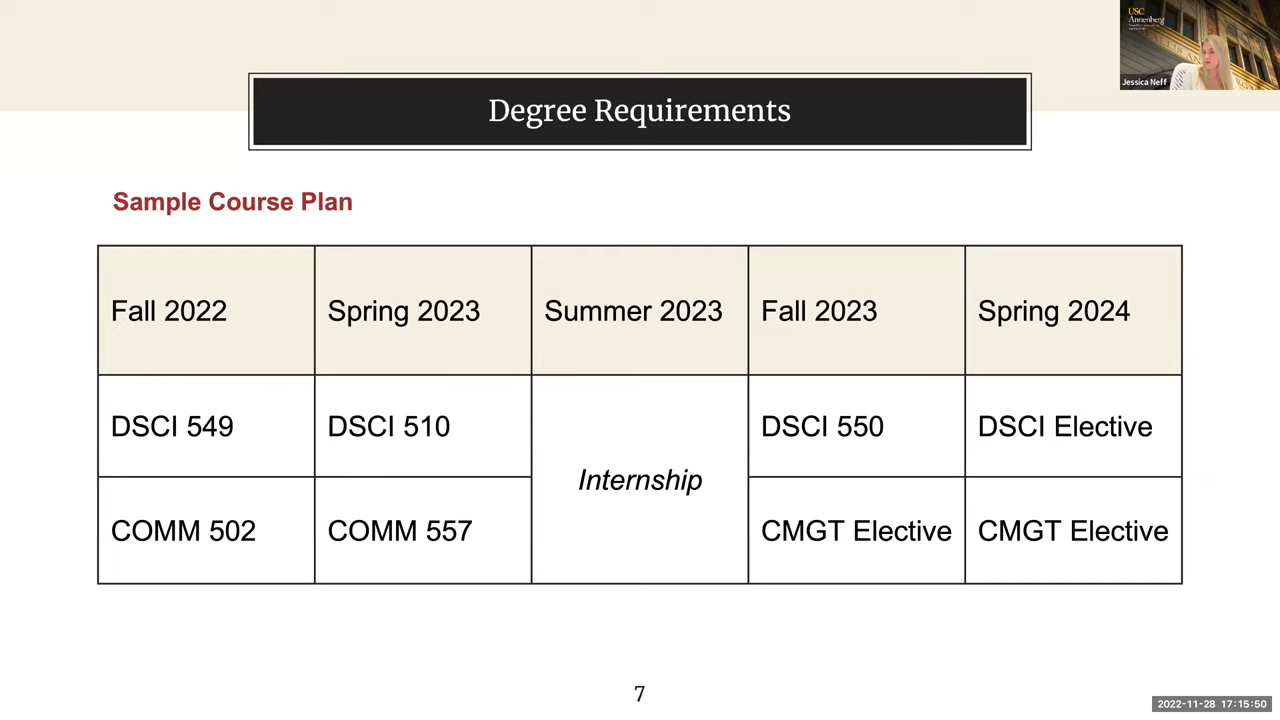 USC
Annenberg
Jessica Neff
Degree Requirements
Sample Course Plan
Fall 2022
Spring 2023
Summer 2023
Fall 2023
Spring 2024
DSCI 549
DSCI 510
Internship
DSCI 550
DSCI Elective
COMM 502
COMM 557
CMGT Elective
CMGT Elective
7
2022-11-28 17:15:50